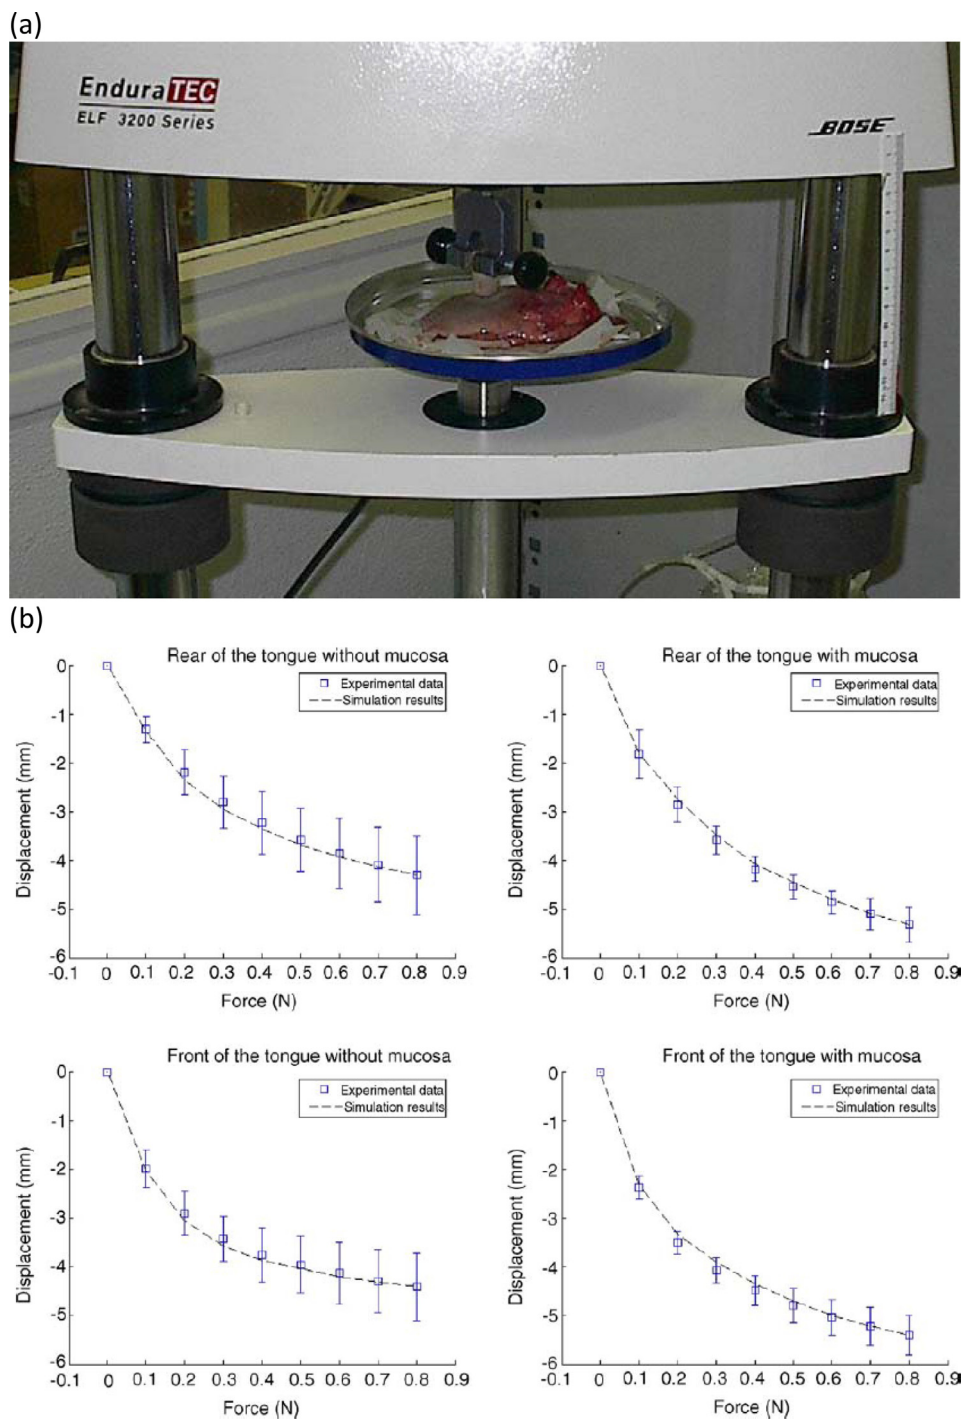 (a)
EnduraTEC
ELF 3200 Series
BOSE
(b)
Rear of the tongue without mucosa
Experimental data
Simulation results
0
-1
-2
-3
-4
-5
-6
Displacement (mm)
-0.1 0 0.1 0.2 0.3 0.4 0.5 0.6 0.7 0.8 0.9
Force (N)
Rear of the tongue with mucosa
Experimental data
Simulation results
0
-1
-2
-3
-4
-5
-6
Displacement (mm)
-0.1 0 0.1 0.2 0.3 0.4 0.5 0.6 0.7 0.8 0.9
Force (N)
Front of the tongue without mucosa
Experimental data
Simulation results
0
-1
-2
-3
-4
-5
-6
Displacement (mm)
-0.1 0 0.1 0.2 0.3 0.4 0.5 0.6 0.7 0.8 0.9
Force (N)
Front of the tongue with mucosa
Experimental data
Simulation results
0
-1
-2
-3
-4
-5
-6
Displacement (mm)
-0.1 0 0.1 0.2 0.3 0.4 0.5 0.6 0.7 0.8 0.9
Force (N)